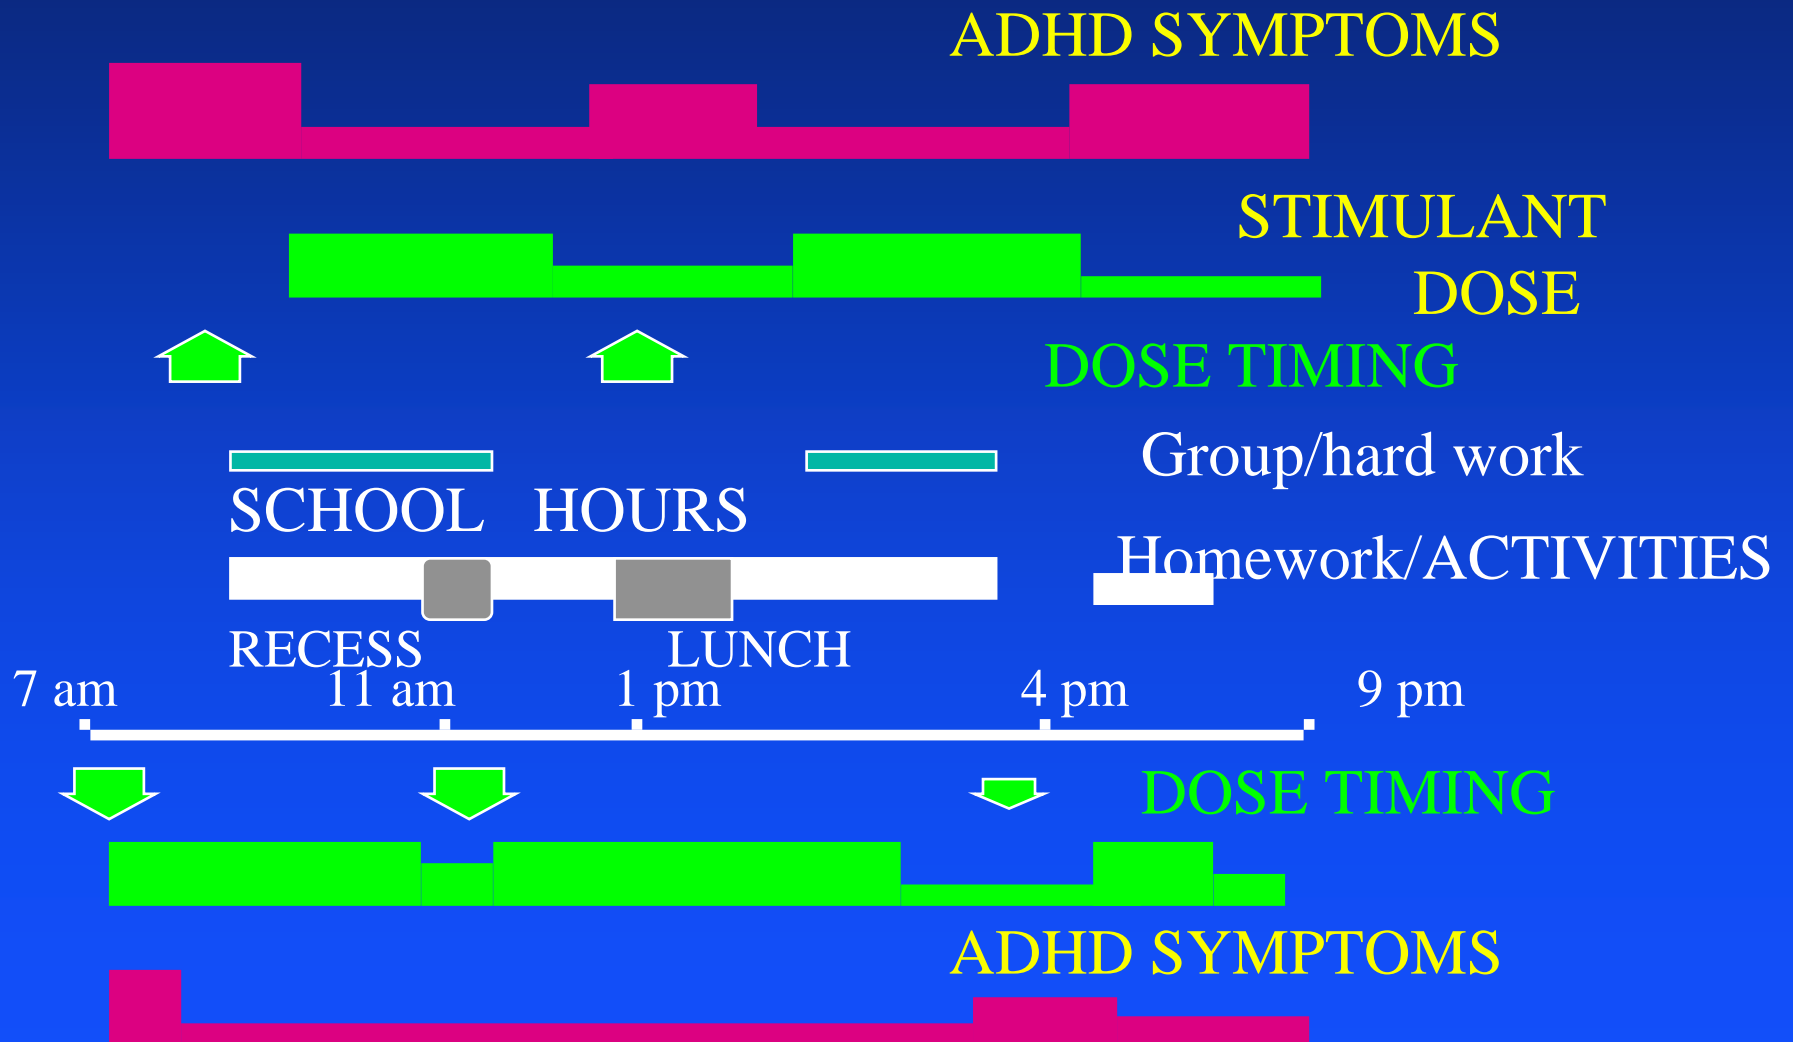 ADHD SYMPTOMS
STIMULANT
DOSE
DOSE TIMING
Group/hard work
SCHOOL HOURS
Homework/ACTIVITIES
RECESS LUNCH
7 am 11 am 1 pm 4 pm 9 pm
DOSE TIMING
ADHD SYMPTOMS